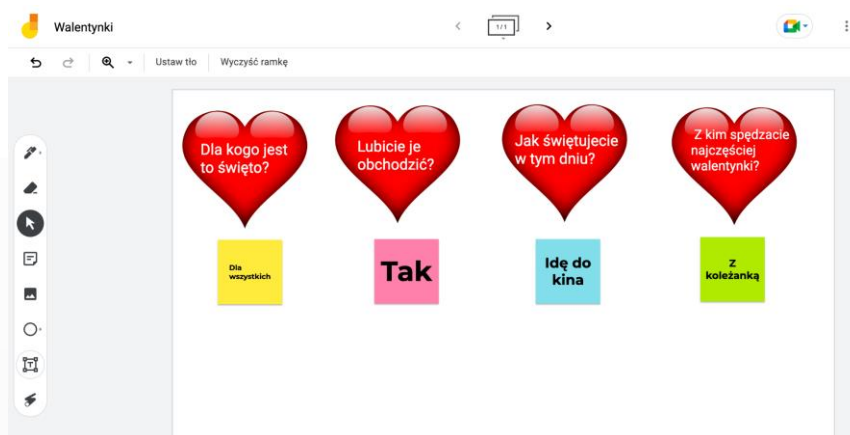 Walentynki
1/1
Ustaw tło
Wyczyść ramkę
Dla kogo jest
to święto?
Lubicie je
obchodzić?
Jak świętujecie
w tym dniu?
Z kim spędzacie
najczęściej
walentynki?
Dla
wszystkich
Tak
Idę do
kina
Z
koleżanką